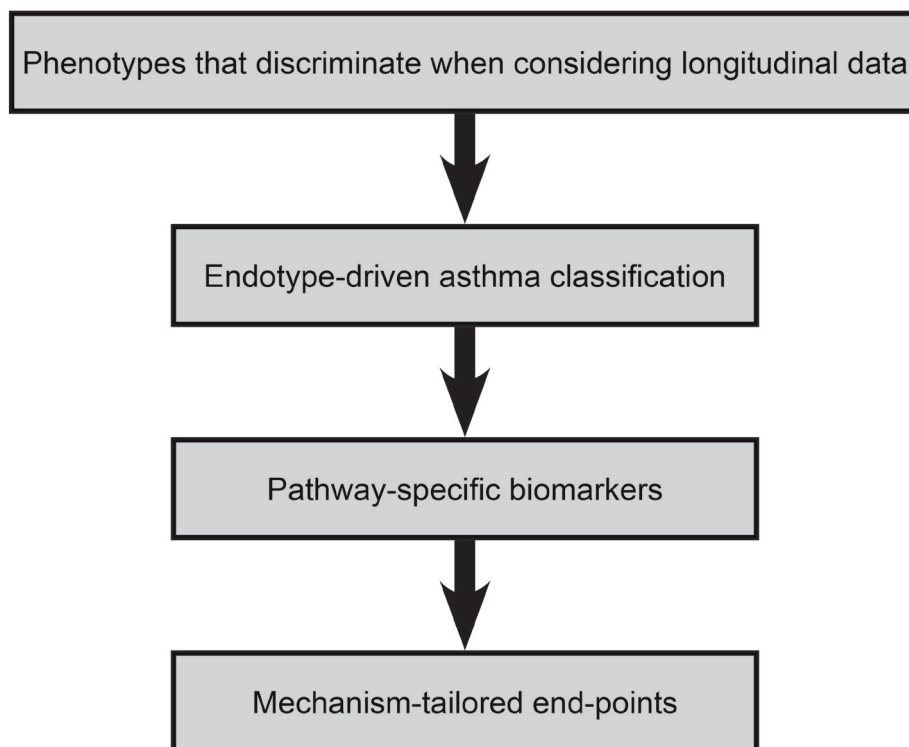 Phenotypes that discriminate when considering longitudinal data
Endotype-driven asthma classification
Pathway-specific biomarkers
Mechanism-tailored end-points